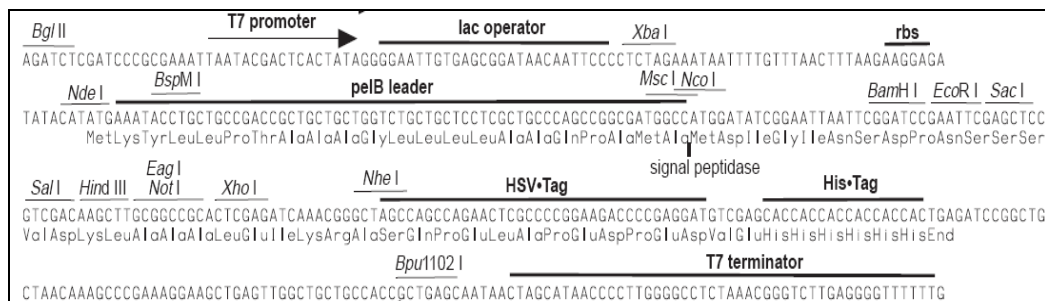 T7 promoter
lac operator
rbs
Bgl II
Xba I
AGATCTCGATCCCGCGAAATTAATACGACTCACTATAGGGGAATTGTGAGCGGATAACAATTCCCCTCTAGAAATAATTTTGTTTAACTTTAAGAAGGAGA
Nde I
BspM I
pelB leader
Msc I
Nco I
BamH I
EcoR I
Sac I
TATACATATGAAATACCTGCTGCCGACCGCTGCTGCTGGTCTGCTGCTCCTCGCTGCCCAGCCGGCGATGGCCATGGATATCGGAATTAATTCGGATCCGAATTCGAGCTCC
MetLysTyrLeuLeuProThrAlaAlaAlaGlyLeuLeuLeuLeuAlaAlaGlnProAlaMetAlaMetAspIleGlyIleAsnSerAspProAsnSerSerSer
signal peptidase
Sal I
Hind III
Eag I
Not I
Xho I
Nhe I
HSV•Tag
His•Tag
GTCGACAAGCTTGCGGCCGCACTCGAGATCAAACGGGCTAGCCAGCCAGAACTCGCCCCGGAAGACCCCGAGGATGTCGAGCACCACCACCACCACCACTGAGATCCGGCTG
ValAspLysLeuAlaAlaAlaLeuGluIleLysArgAlaSerGlnProGluLeuAlaProGluAspProGluAspValGluHisHisHisHisHisHisEnd
Bpu1102 I
T7 terminator
CTAACAAAGCCCGAAAGGAAGCTGAGTTGGCTGCTGCCACCGCTGAGCAATAACTAGCATAACCCCTTGGGGCCTCTAAACGGGTCTTGAGGGGTTTTTTG